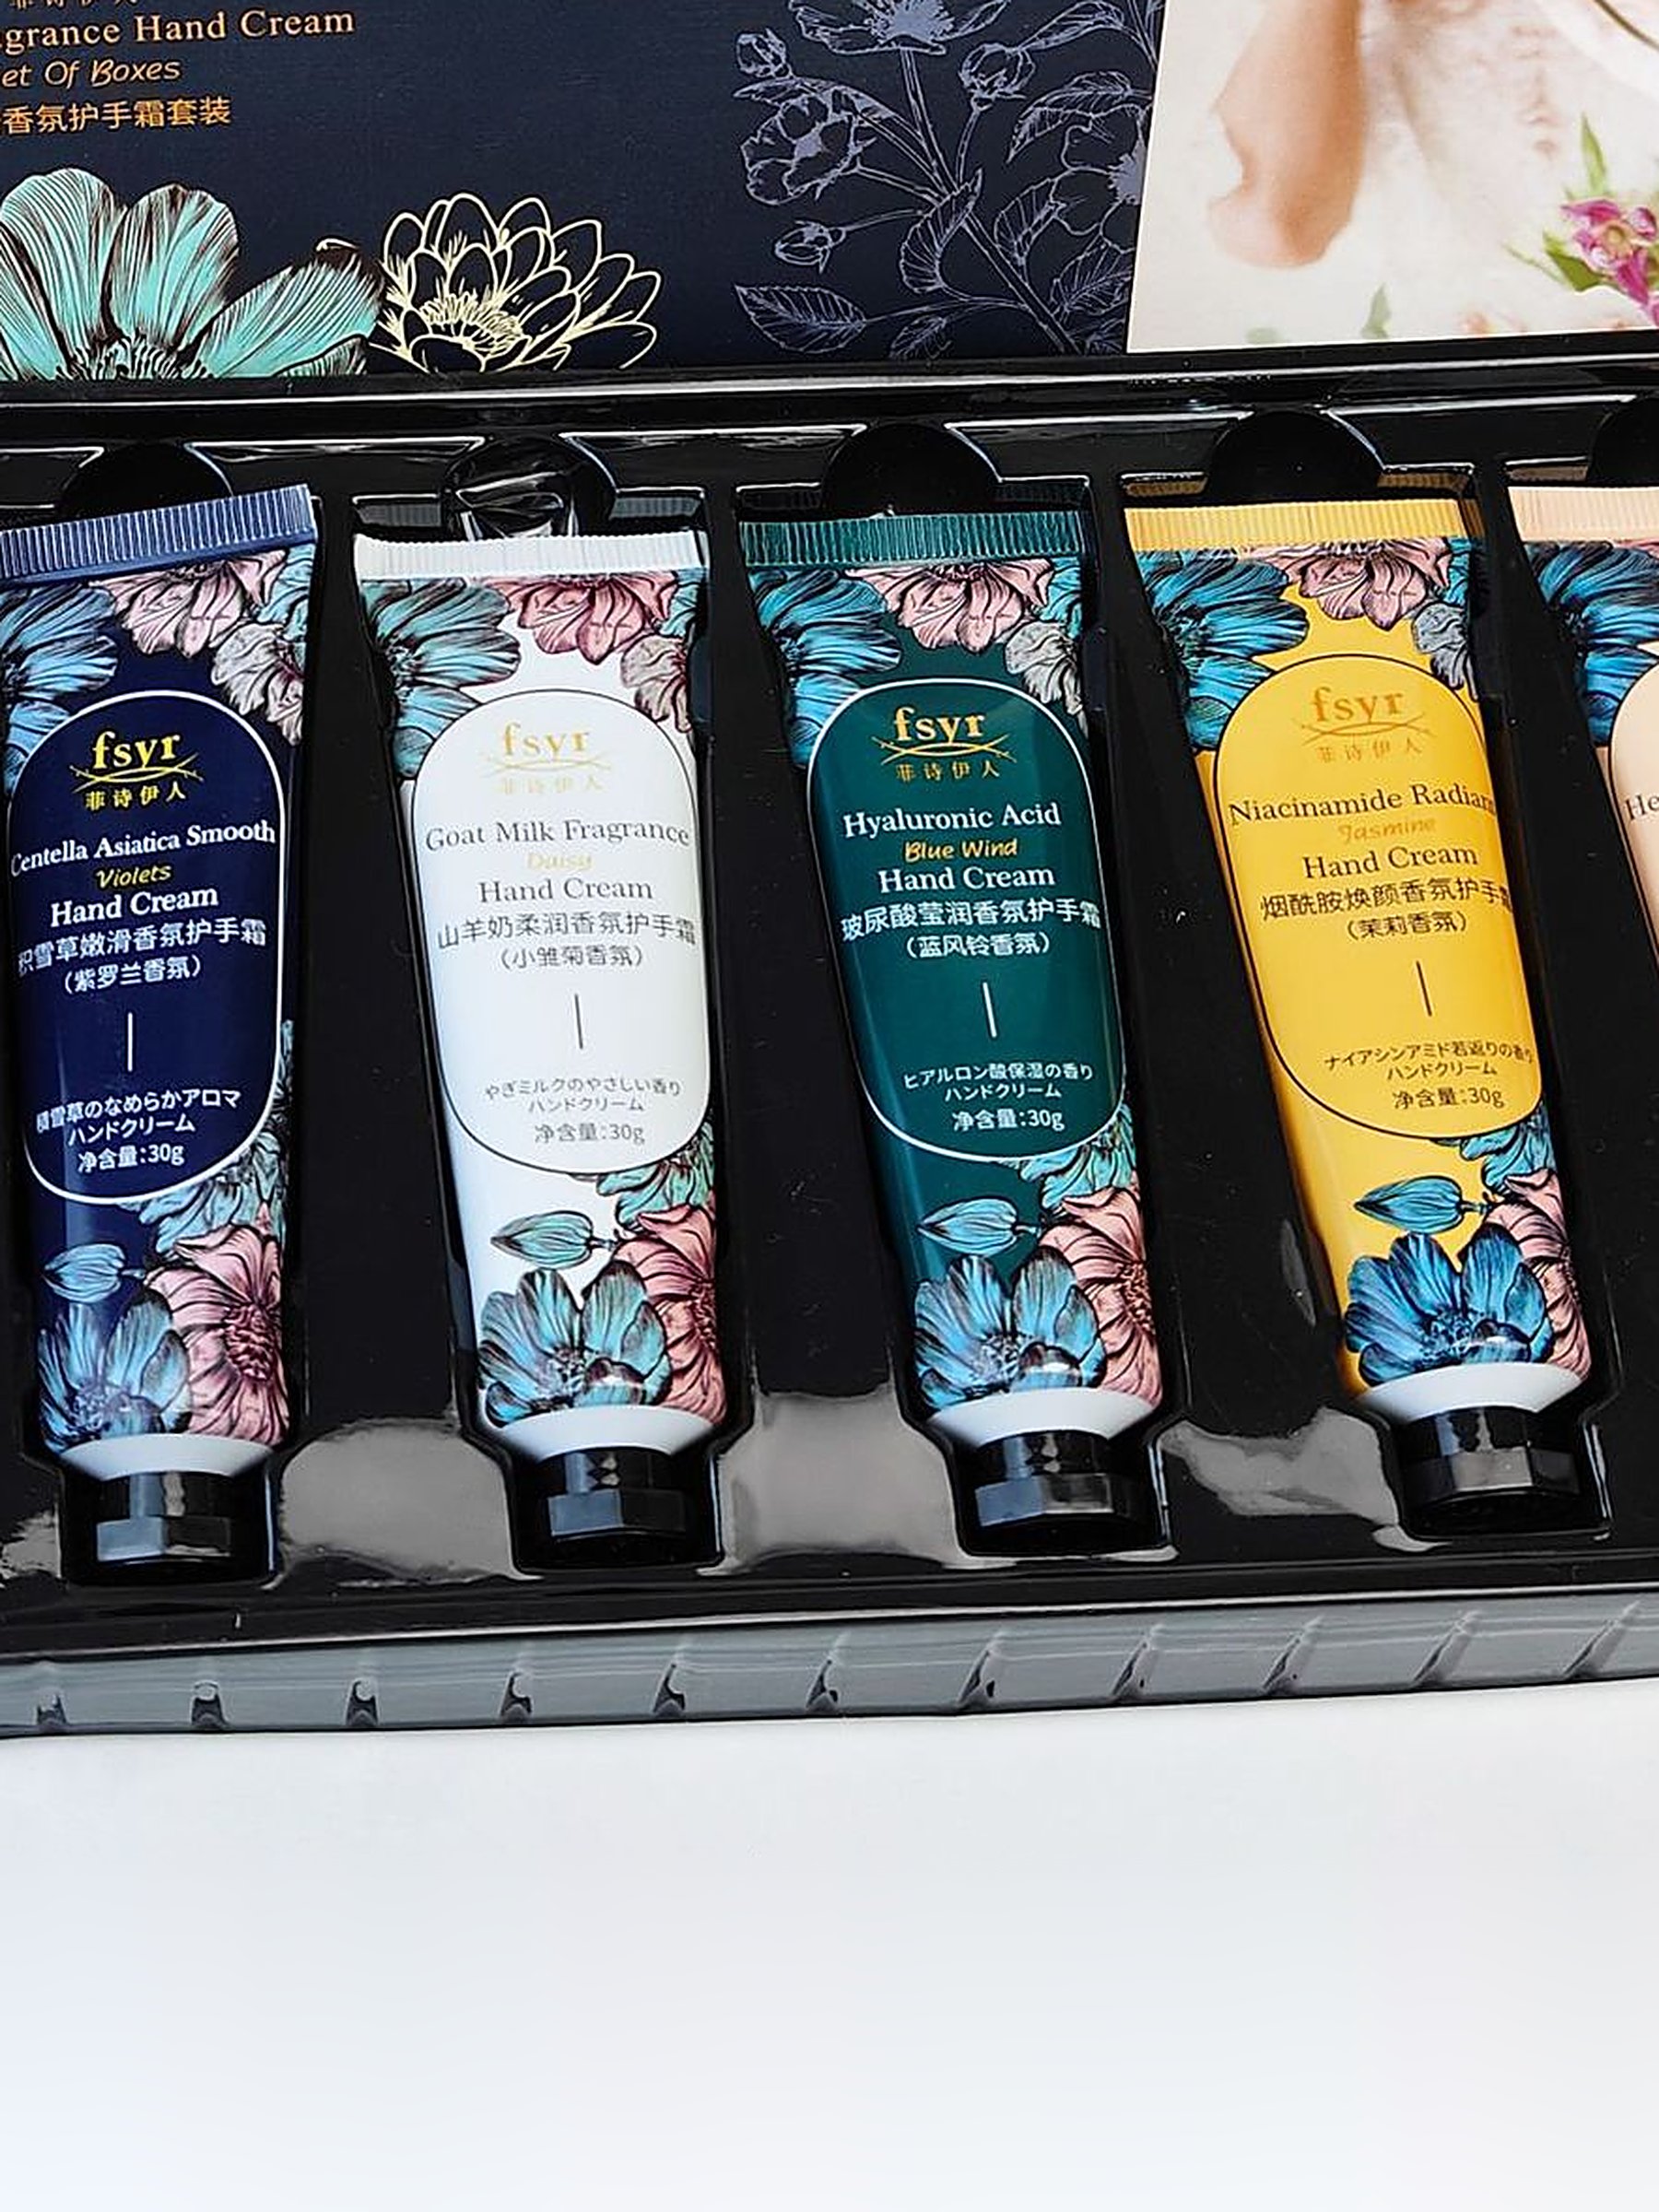 Hand Cream
Of Boxes
香氛护手霜套装
fsyr
菲诗伊人
Centella Asiatica Smooth
Violets
Hand Cream
积雪草嫩滑香氛护手霜
(紫罗兰香氛)
積雪草のなめらかアロマ
ハンドクリーム
净含量:30g
fsyr
菲诗伊人
Goat Milk Fragrance
Daisy
Hand Cream
山羊奶柔润香氛护手霜
(小雏菊香氛)
やぎミルクのやさしい香り
ハンドクリーム
净含量:30g
fsyr
菲诗伊人
Hyaluronic Acid
Blue Wind
Hand Cream
玻尿酸莹润香氛护手霜
(蓝风铃香氛)
ヒアルロン酸保湿の香り
ハンドクリーム
净含量:30g
fsyr
菲诗伊人
Niacinamide
Jasmine
Hand Cream
烟酰胺焕颜香氛护手霜
(茉莉香氛)
ナイアシンアミド若返りの香り
ハンドクリーム
净含量:30g